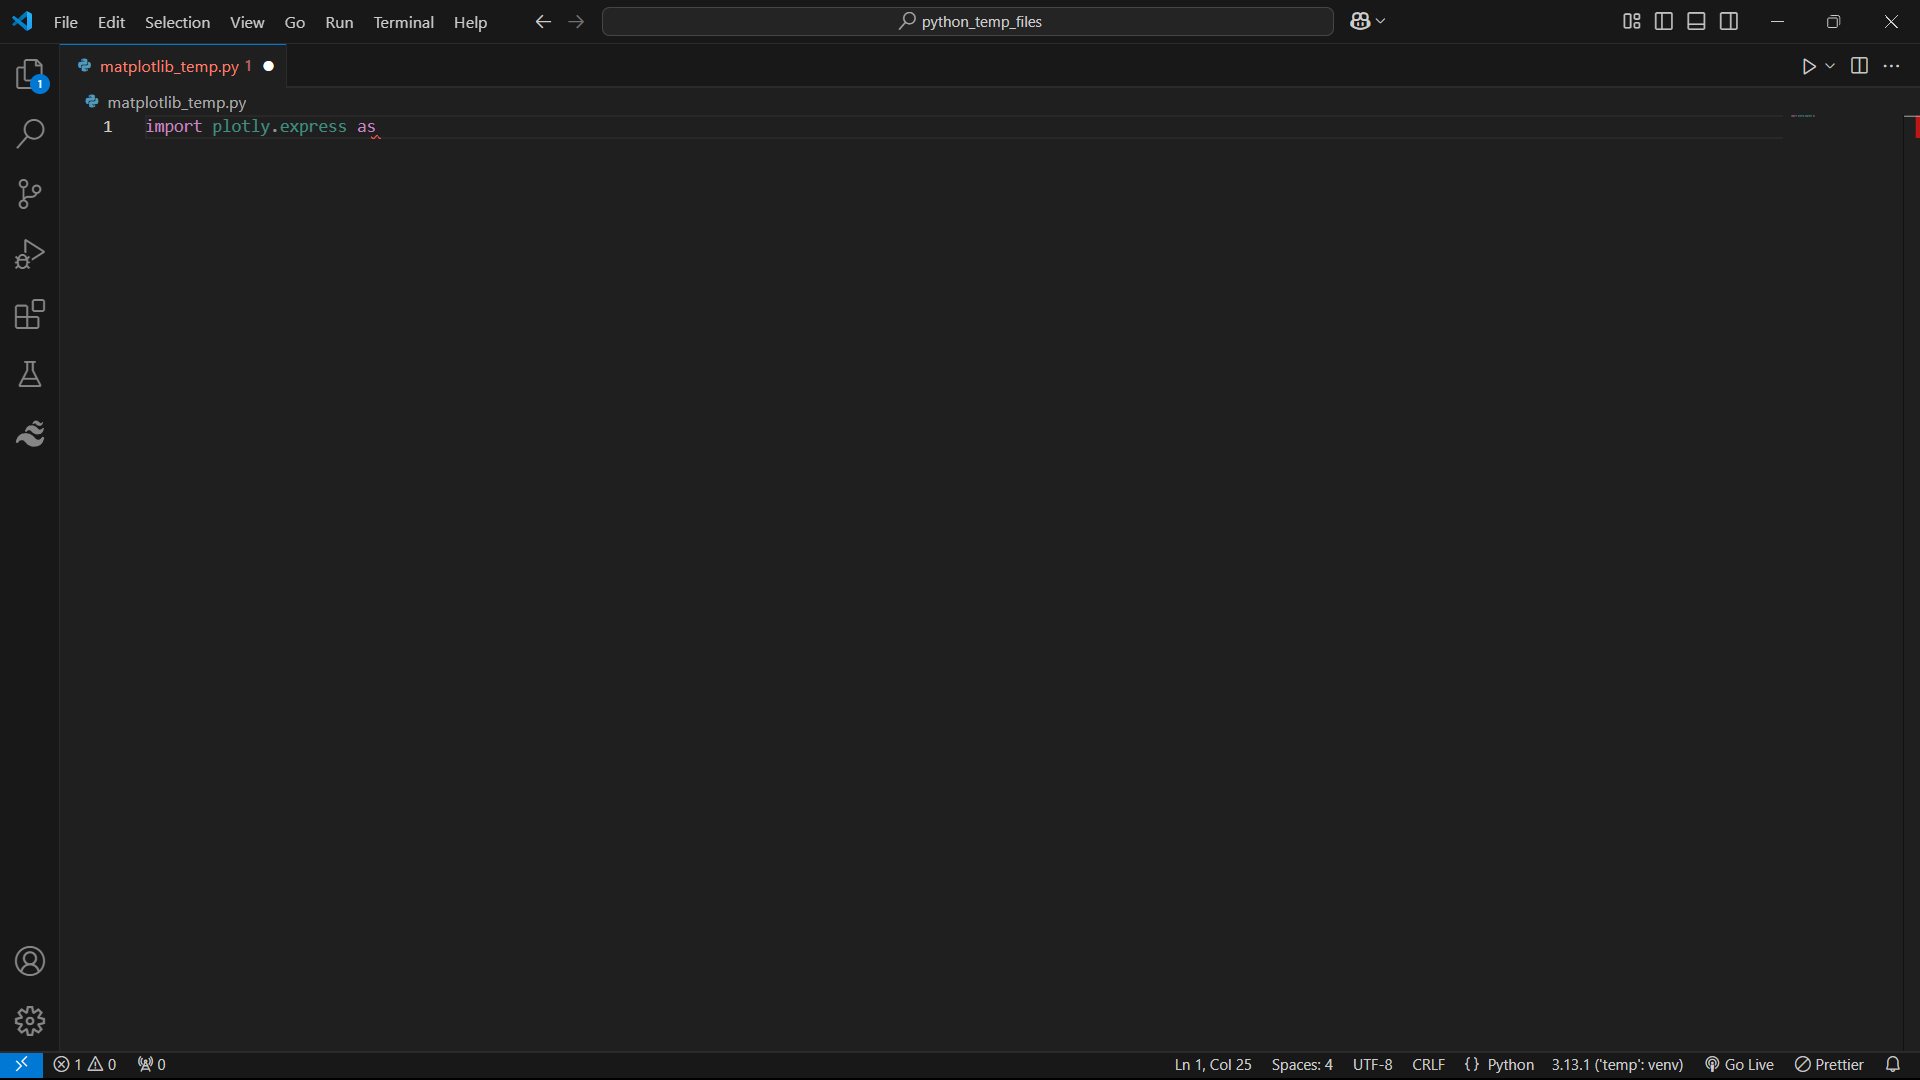 File Edit Selection View Go Run Terminal Help python_temp_files
matplotlib_temp.py 1
1
matplotlib_temp.py
1 import plotly.express as
1 0 0 Ln 1, Col 25 Spaces: 4 UTF-8 CRLF {} Python 3.13.1 ('temp': venv) Go Live Prettier